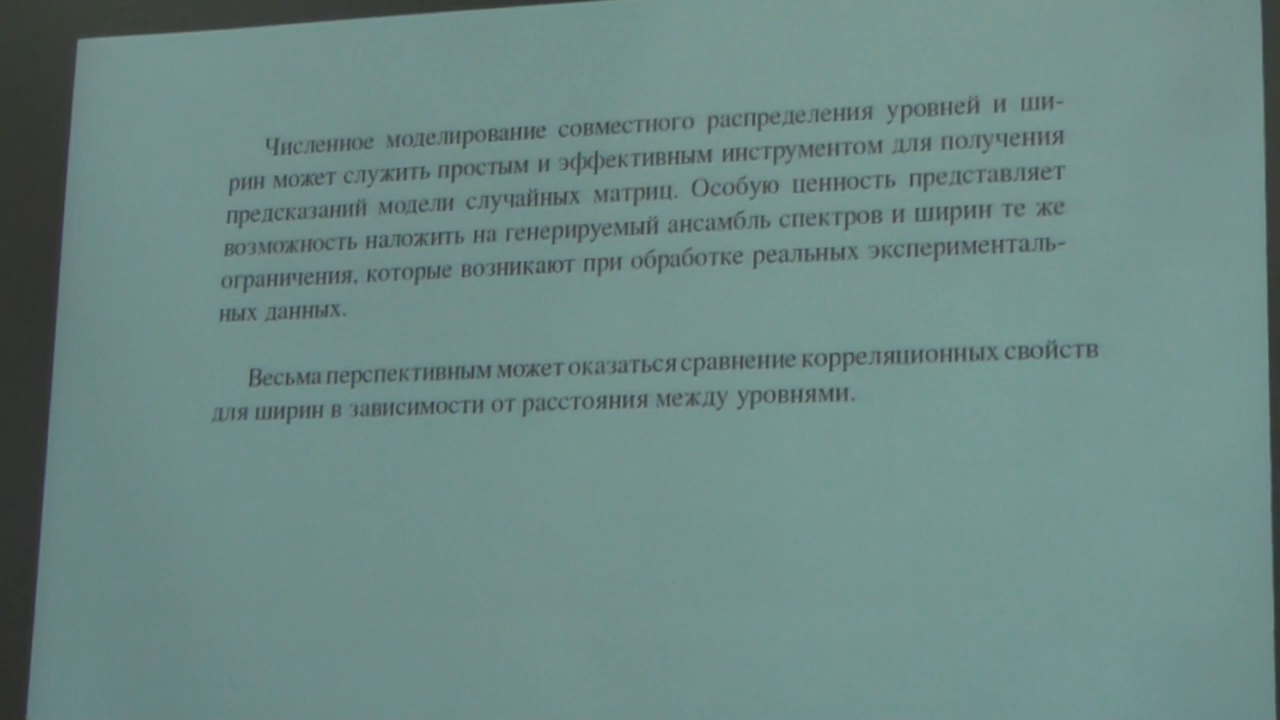 Численное моделирование совместного распределения уровней и ши-
рин может служить простым и эффективным инструментом для получения
предсказаний модели случайных матриц. Особую ценность представляет
возможность наложить на генерируемый ансамбль спектров и ширин те же
ограничения, которые возникают при обработке реальных эксперименталь-
ных данных.
Весьма перспективным может оказаться сравнение корреляционных свойств
для ширин в зависимости от расстояния между уровнями.